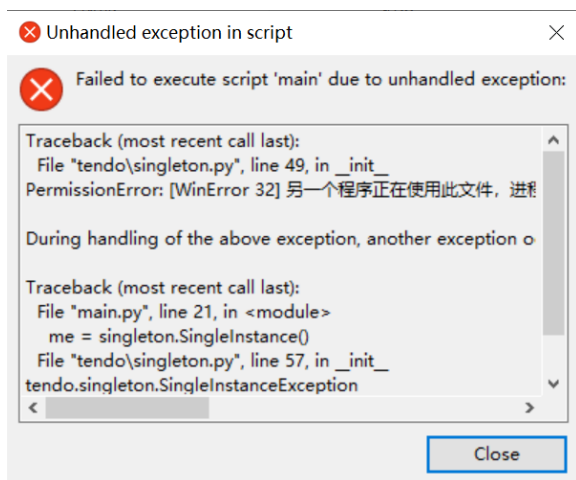 Unhandled exception in script
Failed to execute script 'main' due to unhandled exception:
Traceback (most recent call last):
File "tendo\singleton.py", line 49, in __init__
PermissionError: [WinError 32] 另一个程序正在使用此文件，进
During handling of the above exception, another exception
Traceback (most recent call last):
File "main.py", line 21, in <module>
me = singleton.SingleInstance()
File "tendo\singleton.py", line 57, in __init__
tendo.singleton.SingleInstanceException
Close